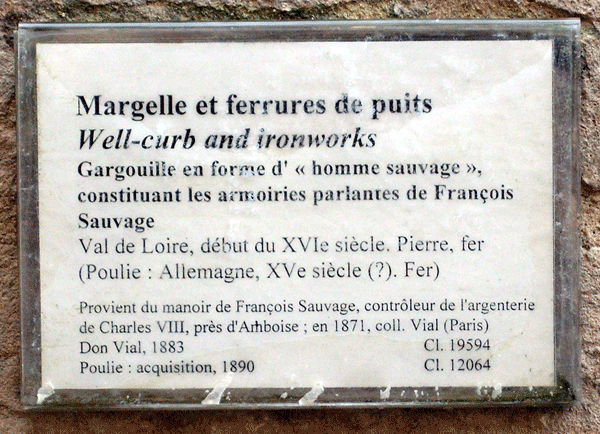 Margelle et ferrures de puits
Well-curb and ironworks
Gargouille en forme d' « homme sauvage »,
constituant les armoiries parlantes de François
Sauvage
Val de Loire, début du XVIe siècle. Pierre, fer
(Poulie : Allemagne, XVe siècle (?). Fer)
Provient du manoir de François Sauvage, contrôleur de l'argenterie
de Charles VIII, près d'Amboise ; en 1871, coll. Vial (Paris)
Don Vial, 1883 Cl. 19594
Poulie : acquisition, 1890 Cl. 12064